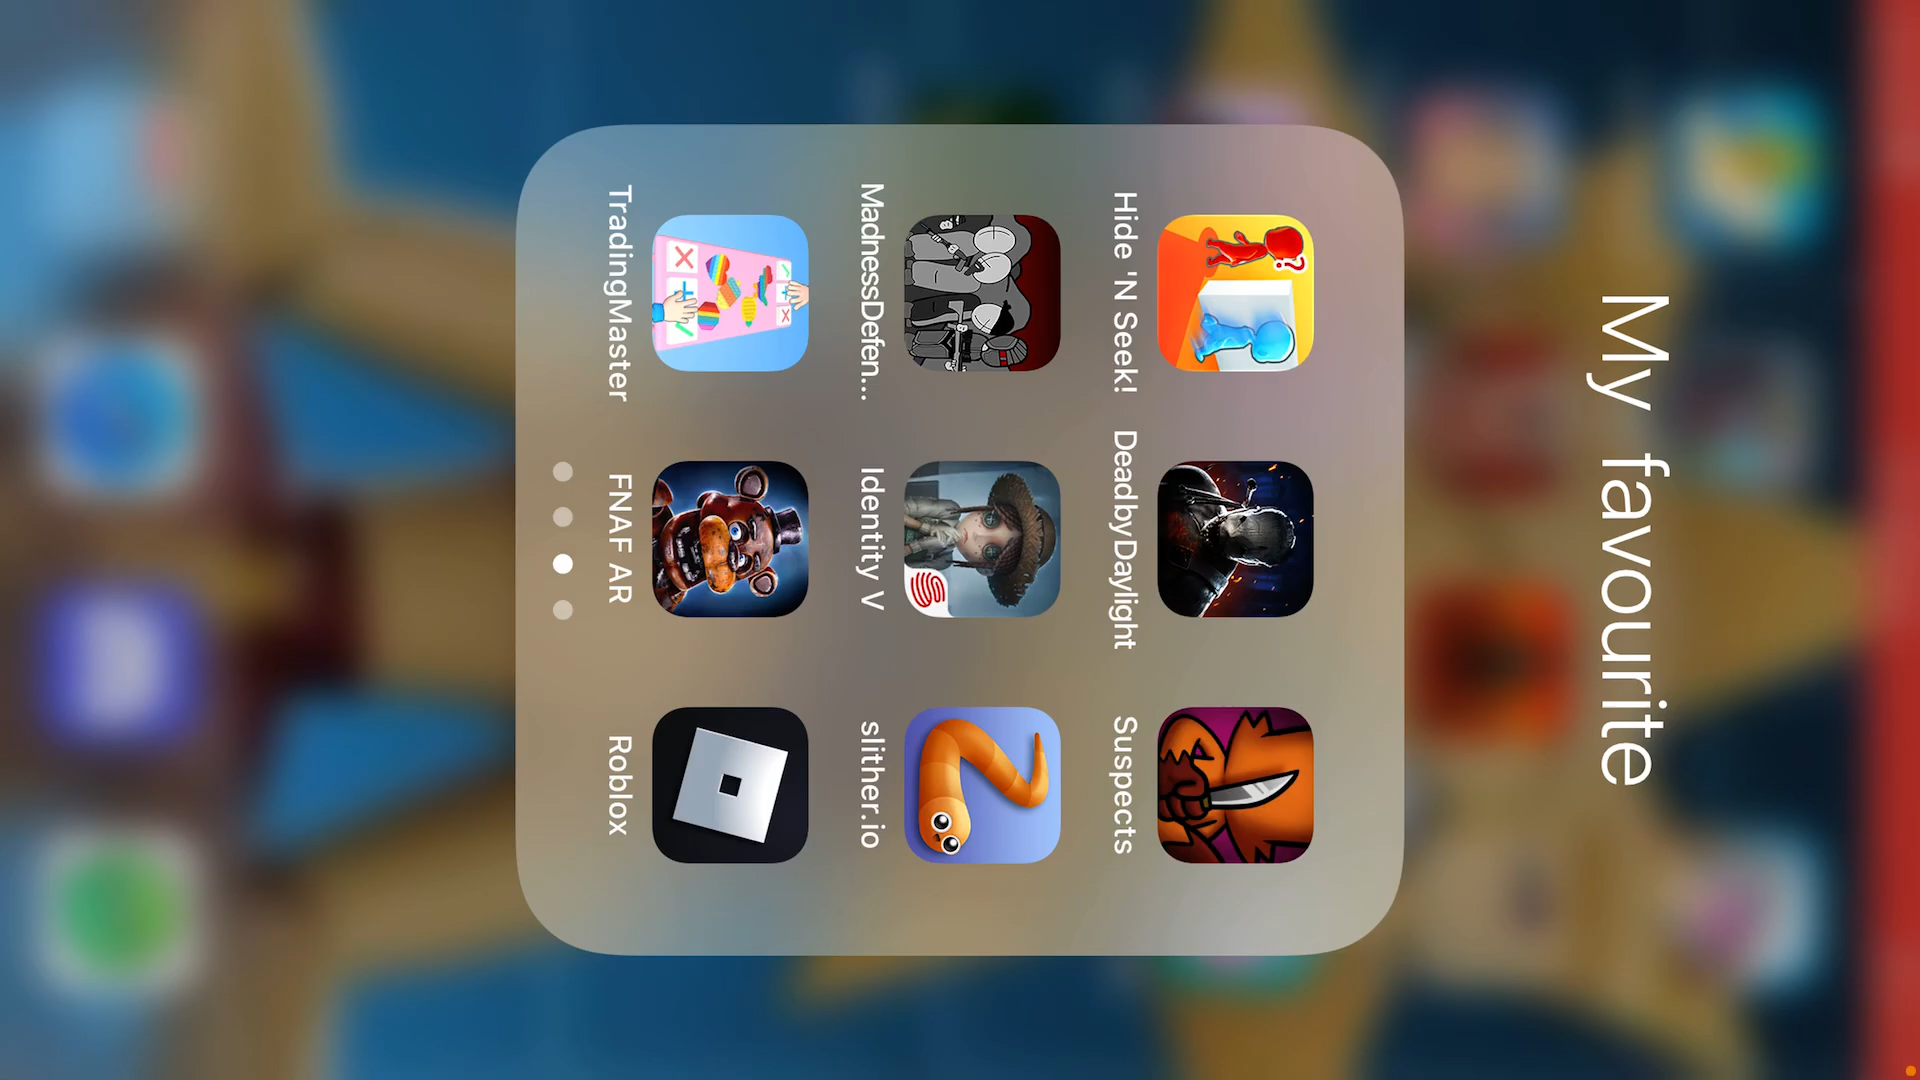 My favourite
Hide 'N Seek!
DeadbyDaylight
Suspects
MadnessDefen...
Identity V
slither.io
TradingMaster
FNAF AR
Roblox